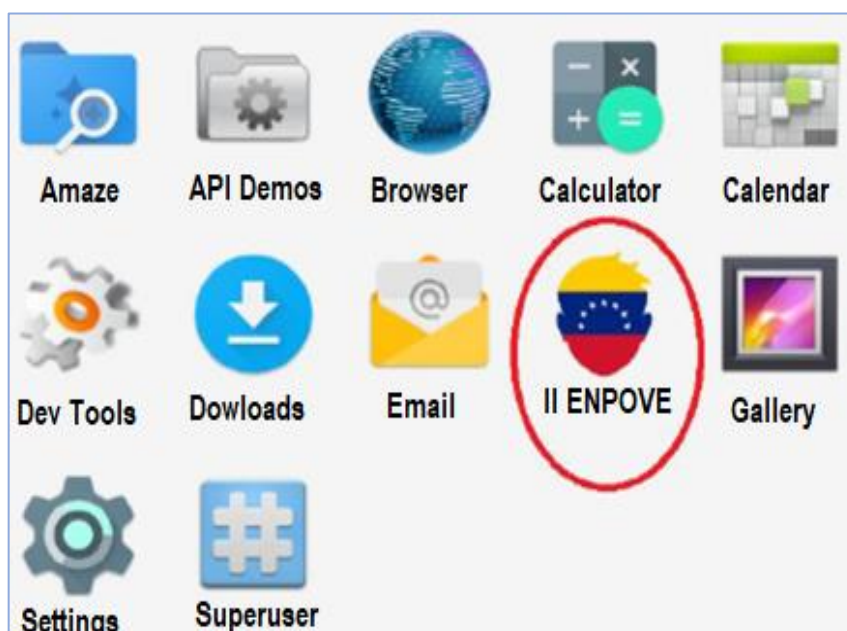 Amaze API Demos Browser Calculator Calendar
@
Dev Tools Dowloads Email II ENPOVE Gallery
Settings Superuser